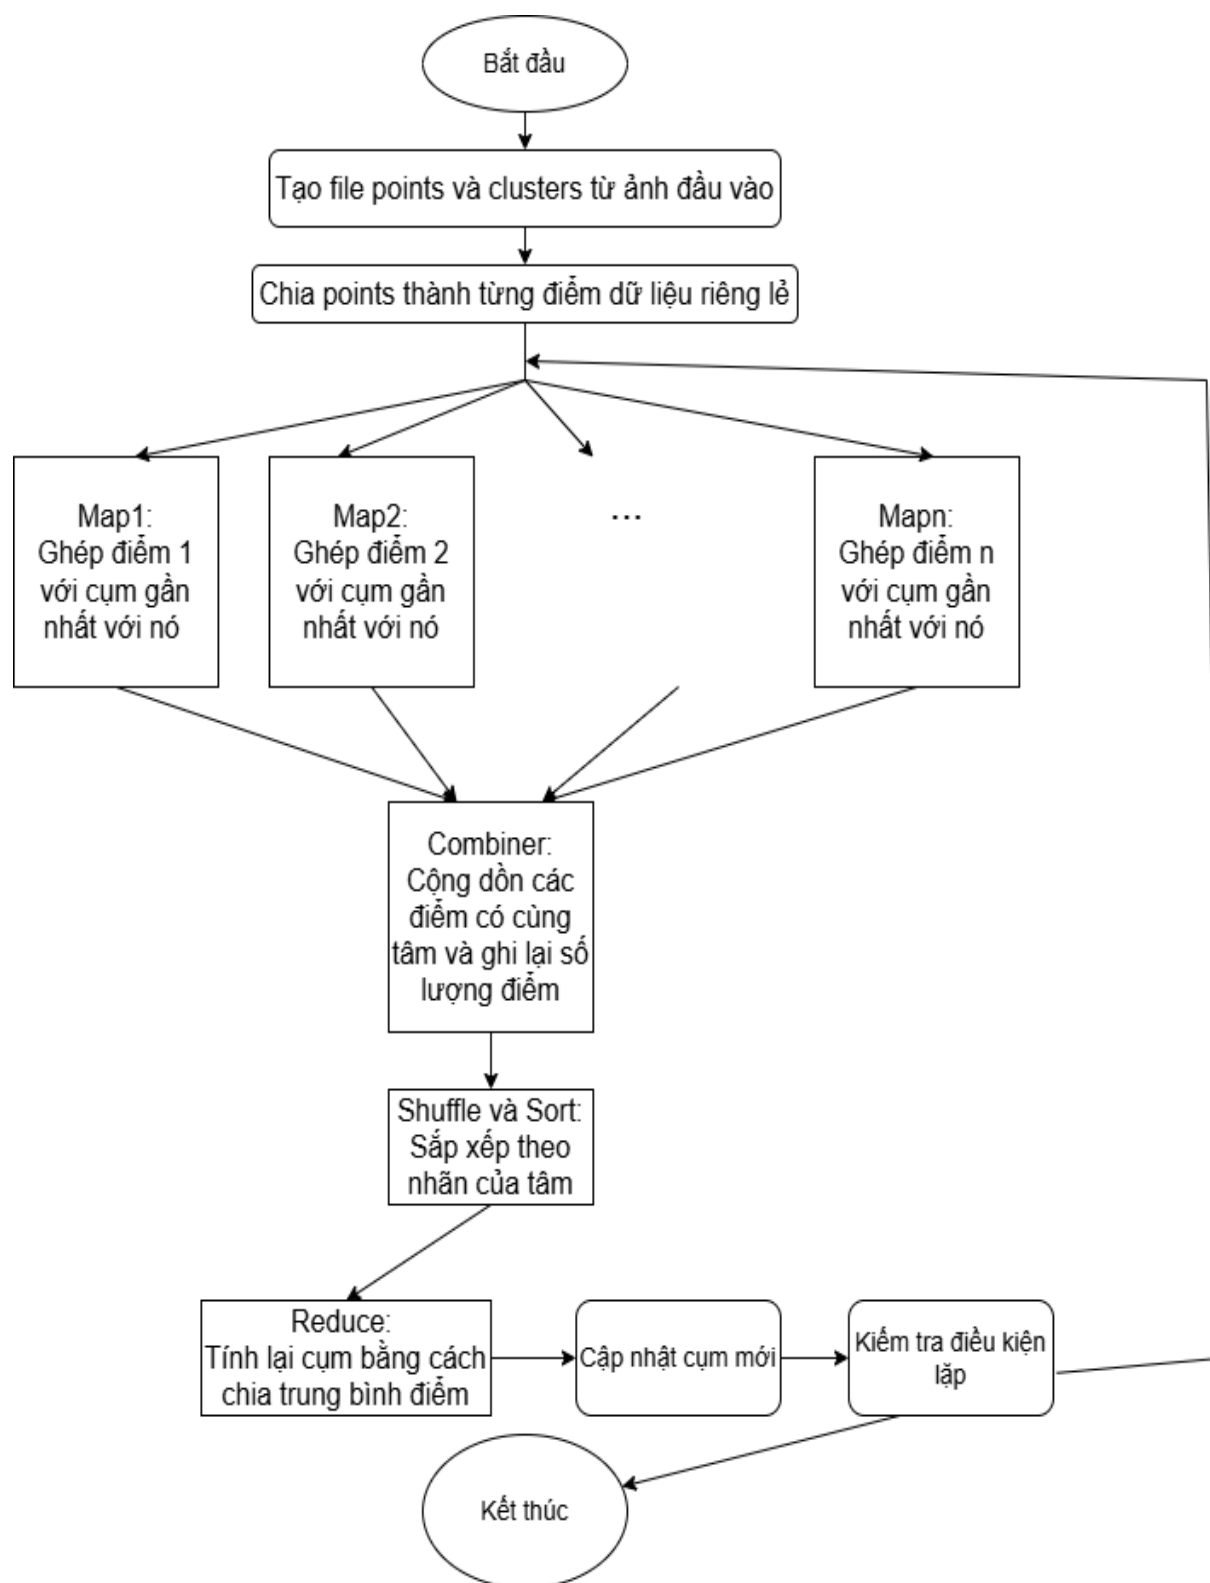 Bắt đầu
Tạo file points và clusters từ ảnh đầu vào
Chia points thành từng điểm dữ liệu riêng lẻ
Map1:
Ghép điểm 1
với cụm gần
nhất với nó
Map2:
Ghép điểm 2
với cụm gần
nhất với nó
...
Mapn:
Ghép điểm n
với cụm gần
nhất với nó
Combiner:
Cộng dồn các
điểm có cùng
tâm và ghi lại số
lượng điểm
Shuffle và Sort:
Sắp xếp theo
nhãn của tâm
Reduce:
Tính lại cụm bằng cách
chia trung bình điểm
Cập nhật cụm mới
Kiểm tra điều kiện
lặp
Kết thúc